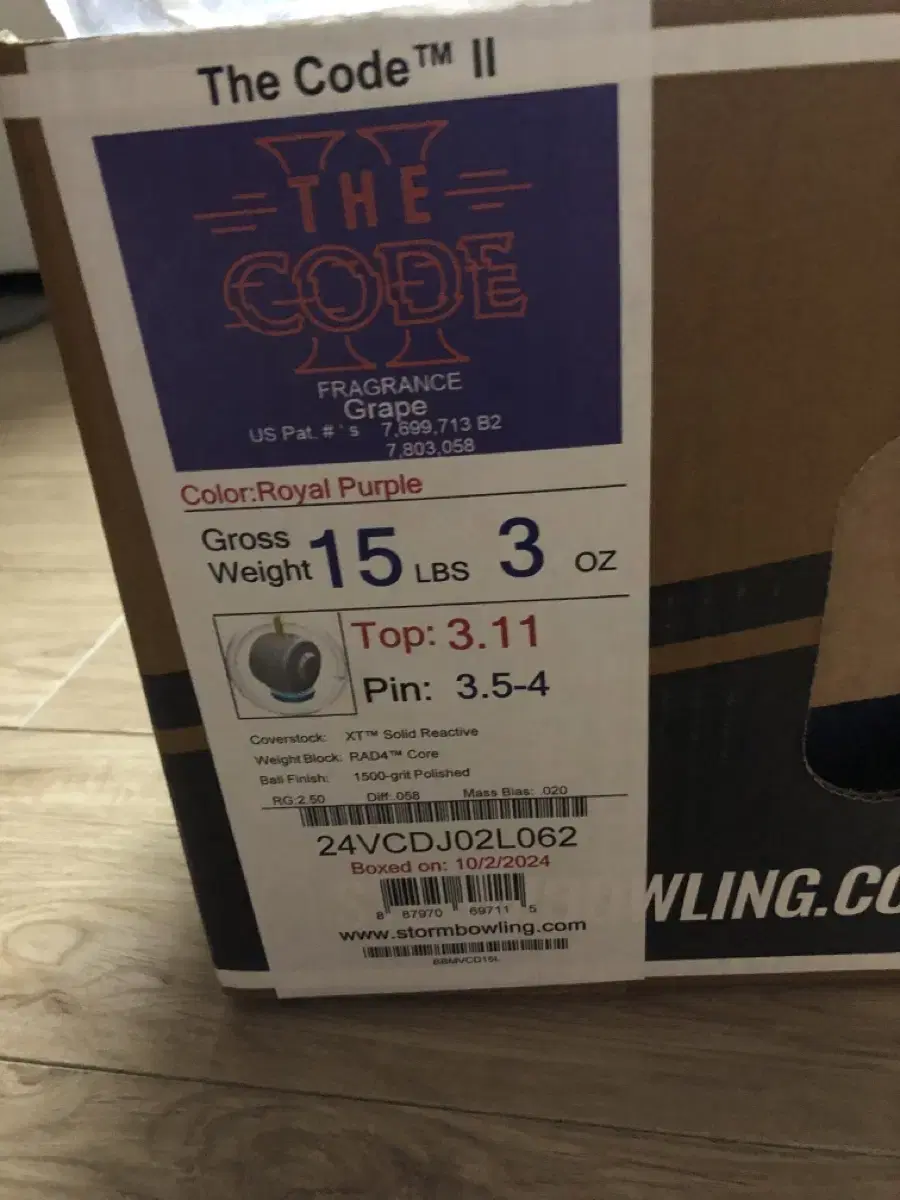 The Code™ II
II
THE
CODE
FRAGRANCE
Grape
US Pat. #'s 7,699,713 B2
7,803,058
Color:Royal Purple
Gross Weight 15 LBS 3 OZ
Top: 3.11
Pin: 3.5-4
Coverstock: XT™ Solid Reactive
Weight Block: RAD4™ Core
Ball Finish: 1500-grit Polished
RG:2.50 Diff:.058 Mass Bias: .020
24VCDJ02L062
Boxed on: 10/2/2024
8 87970 69711 5
www.stormbowling.com
BBMVCD15L
WLING.CO